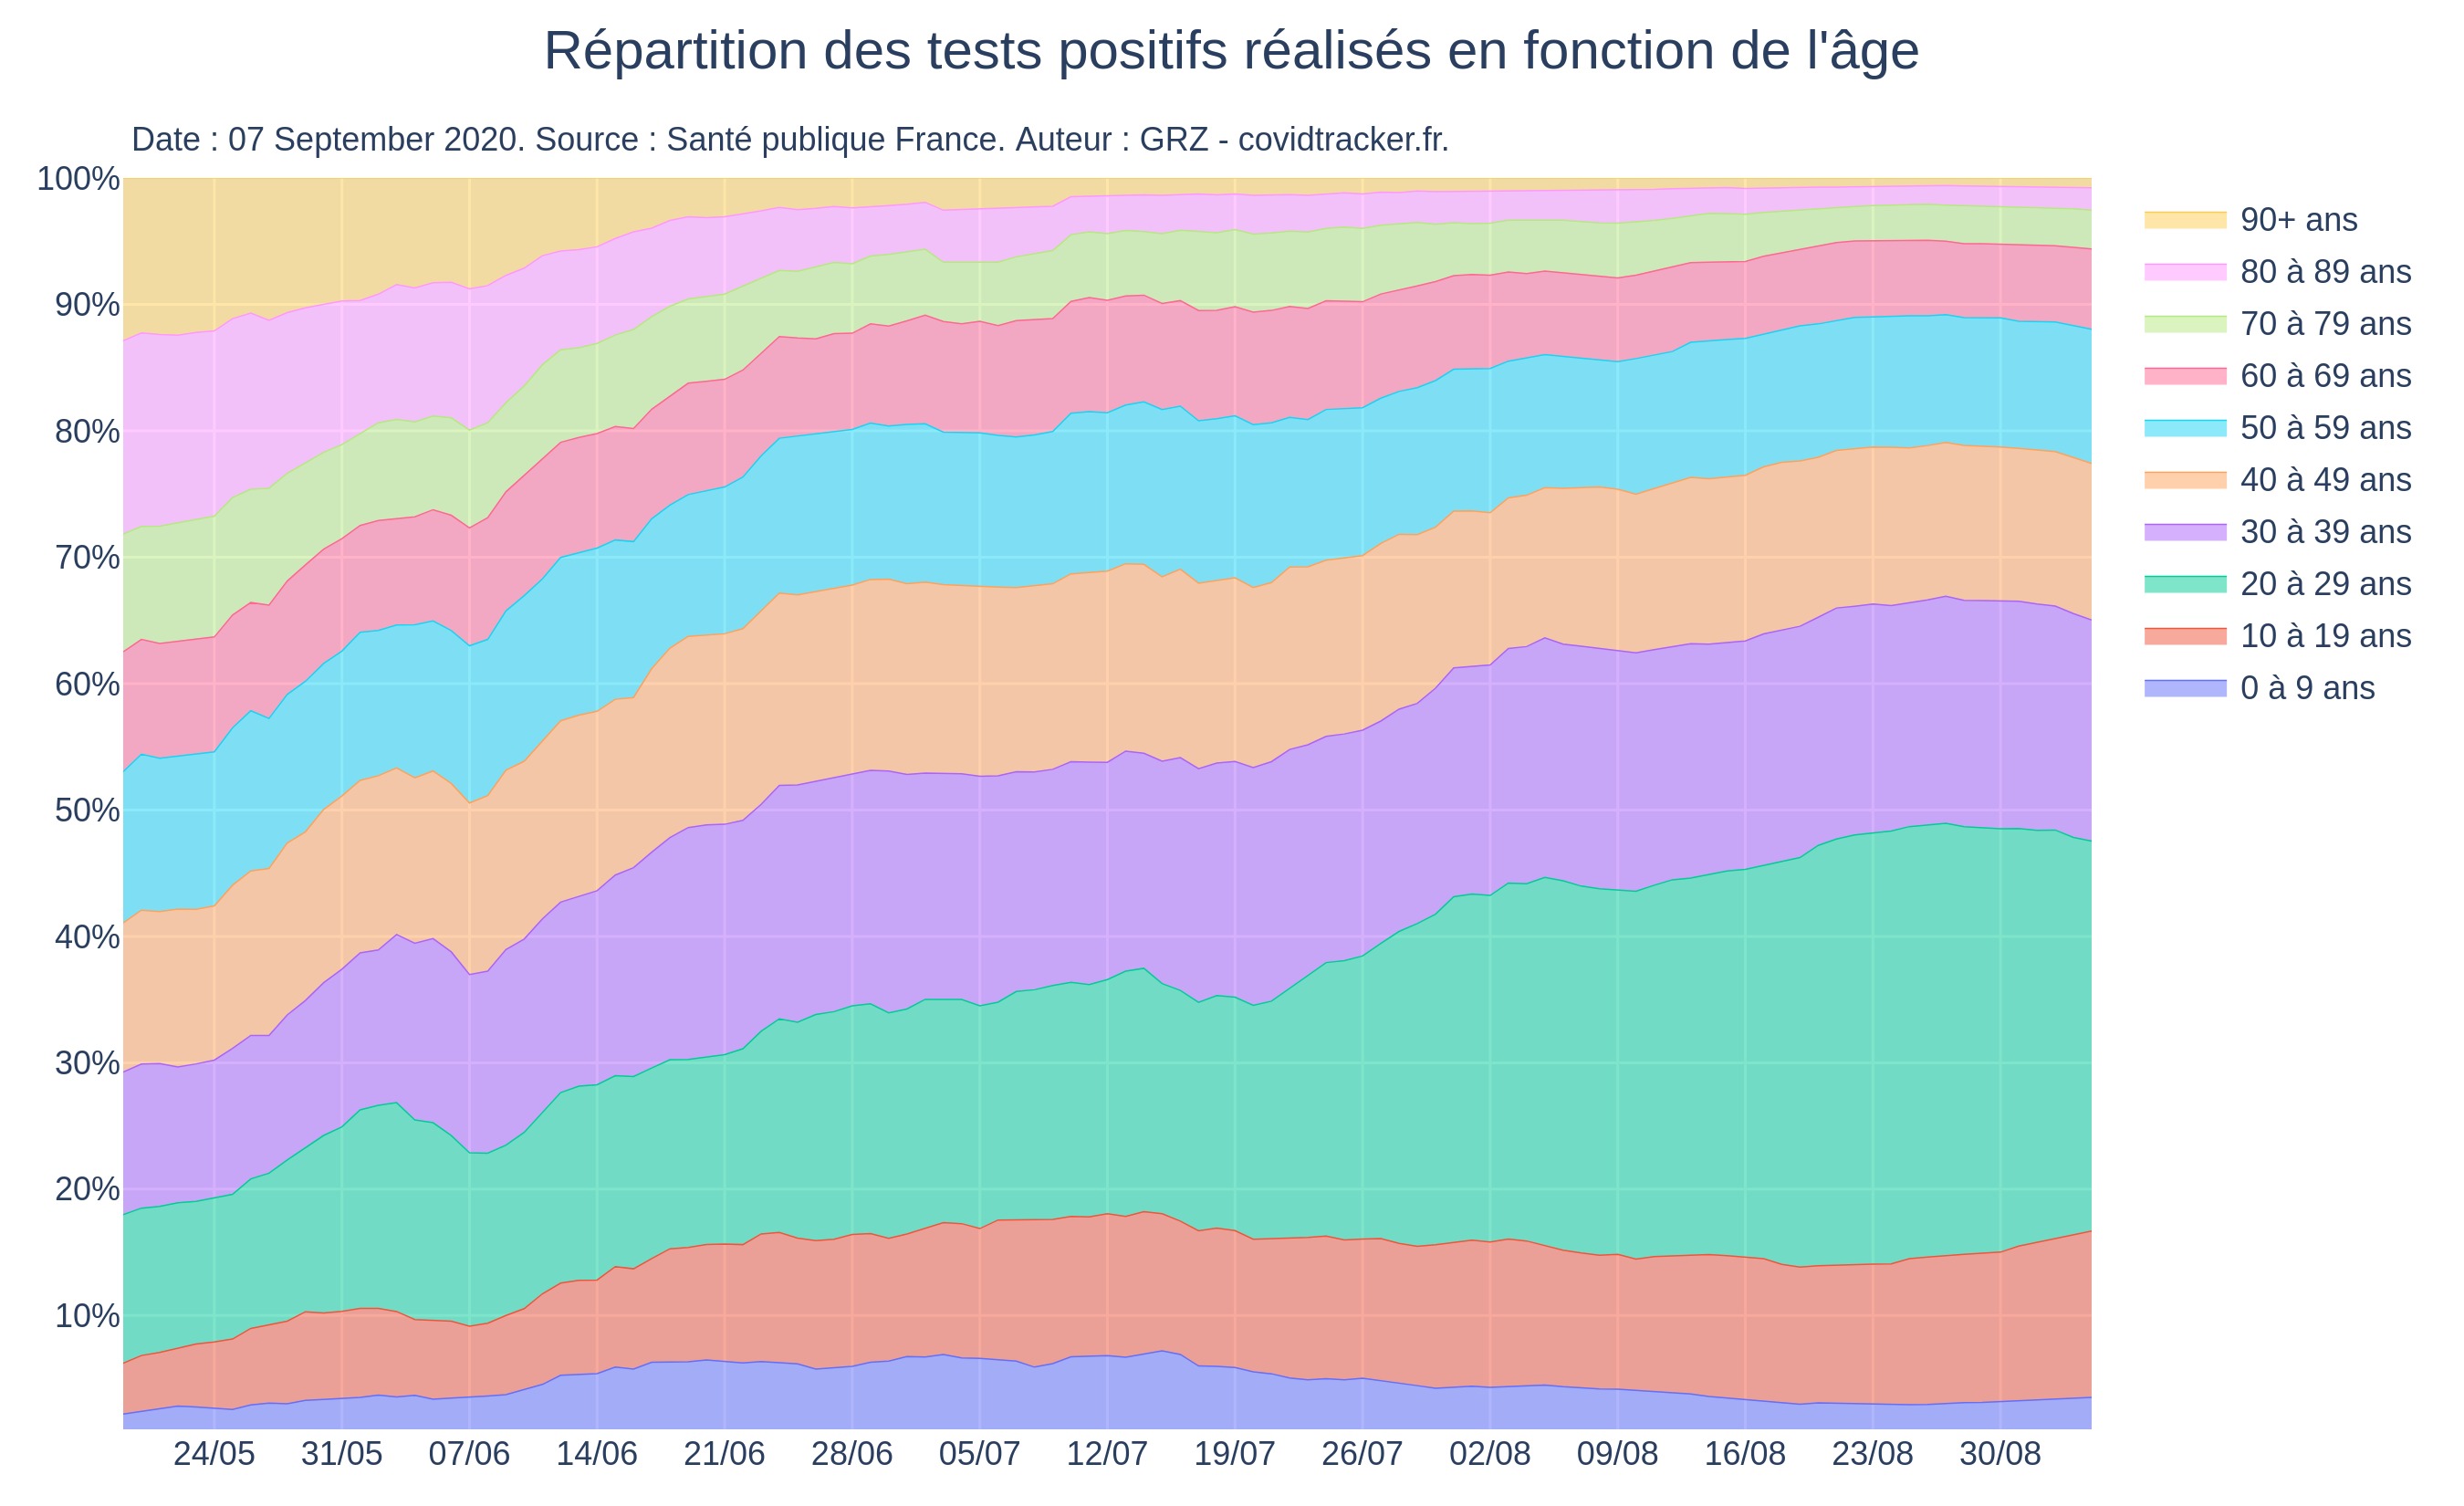 Répartition des tests positifs réalisés en fonction de l'âge
Date : 07 September 2020. Source : Santé publique France. Auteur : GRZ - covidtracker.fr.
100%
90%
80%
70%
60%
50%
40%
30%
20%
10%
24/05 31/05 07/06 14/06 21/06 28/06 05/07 12/07 19/07 26/07 02/08 09/08 16/08 23/08 30/08
90+ ans
80 à 89 ans
70 à 79 ans
60 à 69 ans
50 à 59 ans
40 à 49 ans
30 à 39 ans
20 à 29 ans
10 à 19 ans
0 à 9 ans